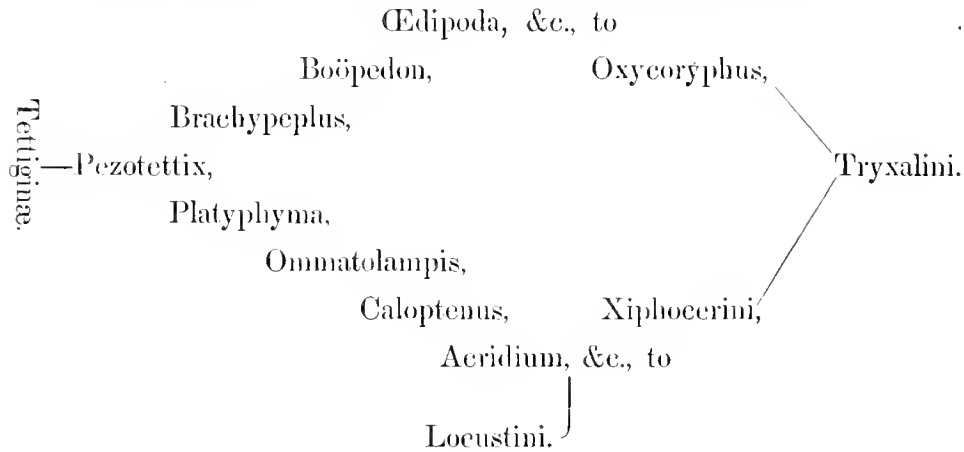 Œdipoda, &c., to
Boöpedon, Oxycoryphus,
Brachypeplus,
Tettiginæ.
Pezotettix, Tryxalini.
Platyphyma,
Ommatolampis,
Caloptenus, Xiphocerini,
Acridium, &c., to
Locustini.